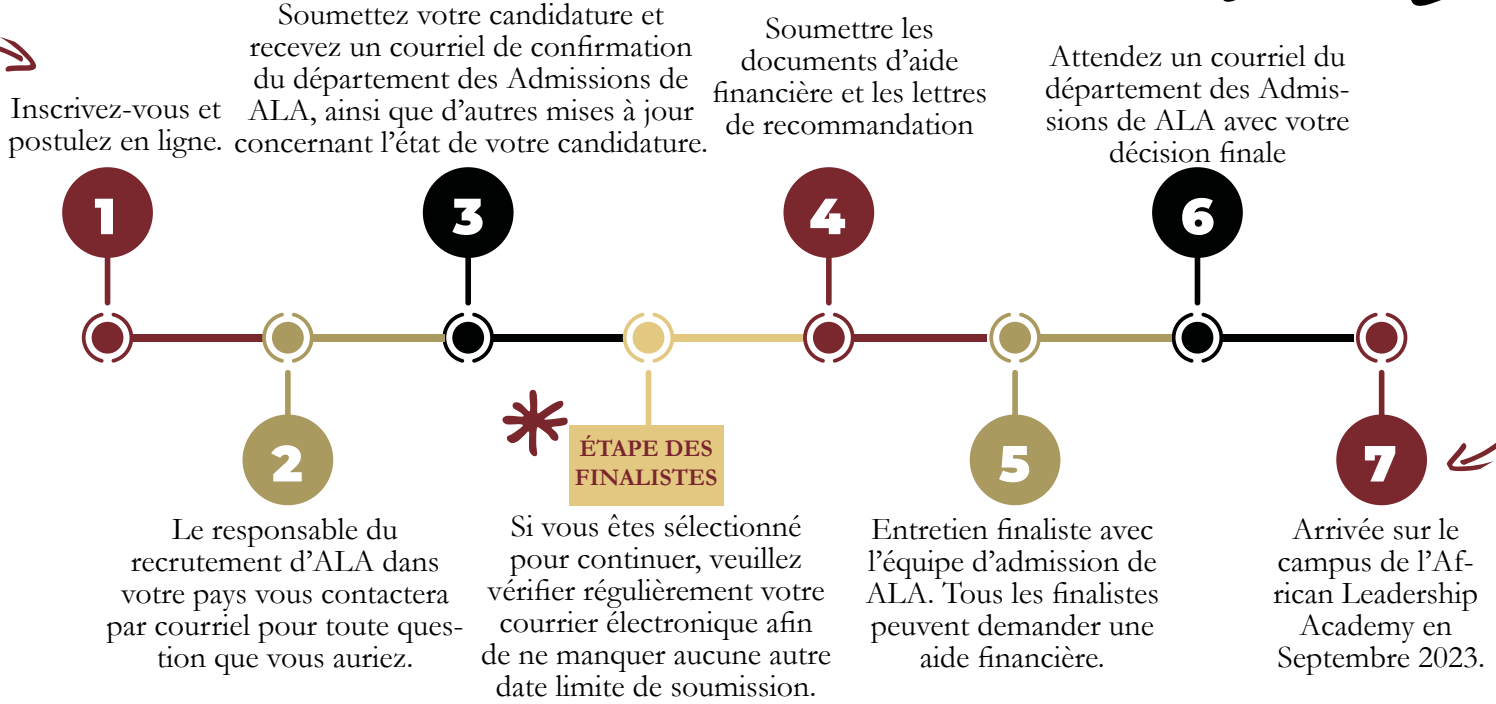 Inscrivez-vous et
postulez en ligne.
1
Le responsable du
recrutement d’ALA dans
votre pays vous contactera
par courriel pour toute ques-
tion que vous auriez.
2
Soumettez votre candidature et
recevez un courriel de confirmation
du département des Admissions de
ALA, ainsi que d’autres mises à jour
concernant l’état de votre candidature.
3
ÉTAPE DES
FINALISTES
Si vous êtes sélectionné
pour continuer, veuillez
vérifier régulièrement votre
courrier électronique afin
de ne manquer aucune autre
date limite de soumission.
Soumettre les
documents d’aide
financière et les lettres
de recommandation
4
5
Entretien finaliste avec
l’équipe d’admission de
ALA. Tous les finalistes
peuvent demander une
aide financière.
Attendez un courriel du
département des Admis-
sions de ALA avec votre
décision finale
6
7
Arrivée sur le
campus de l’Af-
rican Leadership
Academy en
Septembre 2023.